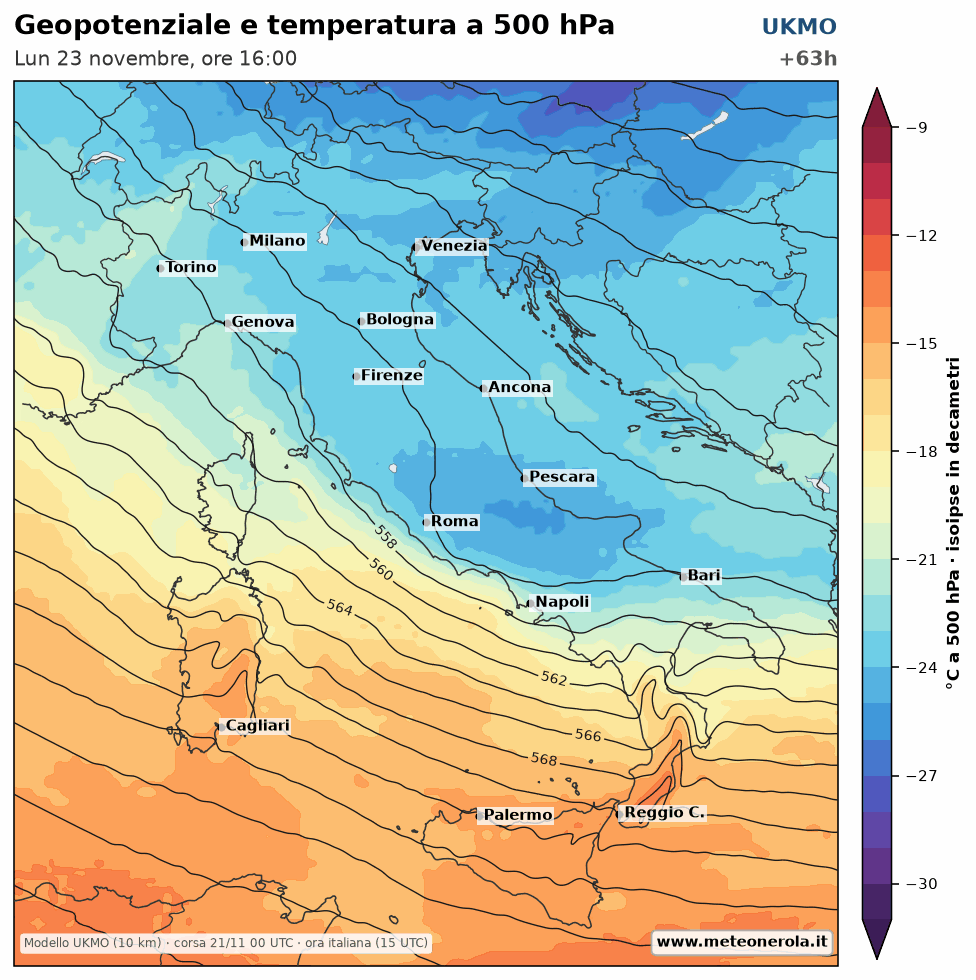 Geopotenziale e temperatura a 500 hPa
UKMO
Lun 23 novembre, ore 16:00
+63h
Milano
Venezia
Torino
Genova
Bologna
Firenze
Ancona
Pescara
Roma
558
560
Bari
564
Napoli
562
Cagliari
566
568
Palermo
Reggio C.
Modello UKMO (10 km) · corsa 21/11 00 UTC · ora italiana (15 UTC)
www.meteonerola.it
−9
−12
−15
−18
−21
−24
−27
−30
°C a 500 hPa · isoipse in decametri